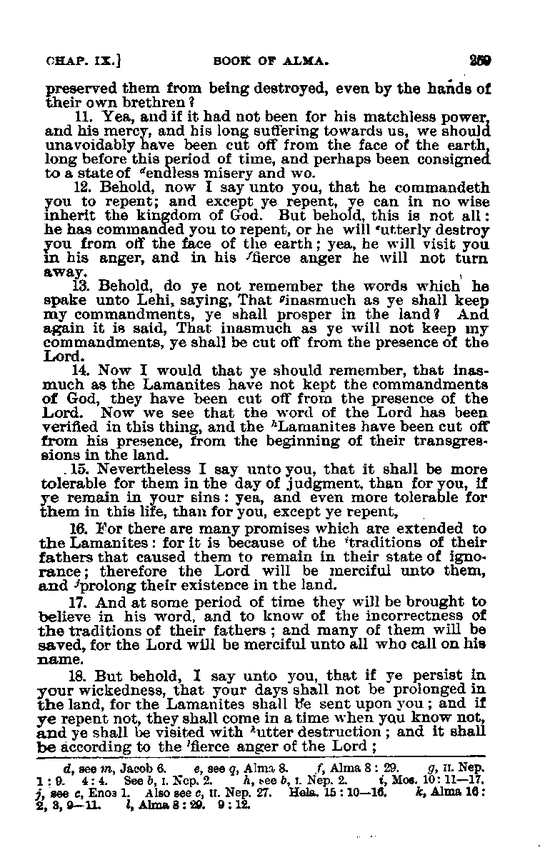 CHAP. IX.] BOOK OF ALMA. 259
preserved them from being destroyed, even by the hands of
their own brethren?
11. Yea, and if it had not been for his matchless power,
and his mercy, and his long suffering towards us, we should
unavoidably have been cut off from the face of the earth,
long before this period of time, and perhaps been consigned
to a state of dendless misery and wo.
12. Behold, now I say unto you, that he commandeth
you to repent; and except ye repent, ye can in no wise
inherit the kingdom of God. But behold, this is not all:
he has commanded you to repent, or he will eutterly destroy
you from off the face of the earth; yea, he will visit you
in his anger, and in his ffierce anger he will not turn
away.
13. Behold, do ye not remember the words which he
spake unto Lehi, saying, That ginasmuch as ye shall keep
my commandments, ye shall prosper in the land? And
again it is said, That inasmuch as ye will not keep my
commandments, ye shall be cut off from the presence of the
Lord.
14. Now I would that ye should remember, that inas-
much as the Lamanites have not kept the commandments
of God, they have been cut off from the presence of the
Lord. Now we see that the word of the Lord has been
verified in this thing, and the hLamanites have been cut off
from his presence, from the beginning of their transgres-
sions in the land.
15. Nevertheless I say unto you, that it shall be more
tolerable for them in the day of judgment, than for you, if
ye remain in your sins: yea, and even more tolerable for
them in this life, than for you, except ye repent,
16. For there are many promises which are extended to
the Lamanites: for it is because of the itraditions of their
fathers that caused them to remain in their state of igno-
rance; therefore the Lord will be merciful unto them,
and jprolong their existence in the land.
17. And at some period of time they will be brought to
believe in his word, and to know of the incorrectness of
the traditions of their fathers; and many of them will be
saved, for the Lord will be merciful unto all who call on his
name.
18. But behold, I say unto you, that if ye persist in
your wickedness, that your days shall not be prolonged in
the land, for the Lamanites shall be sent upon you; and if
ye repent not, they shall come in a time when you know not,
and ye shall be visited with kutter destruction; and it shall
be according to the lfierce anger of the Lord;
d, see m, Jacob 6. e, see q, Alma 8. f, Alma 8: 29. g, II. Nep.
1: 9. 4: 4. See b, I. Nep. 2. h, see b, I. Nep. 2. i, Mos. 10: 11—17.
j, see c, Enos 1. Also see c, II. Nep. 27. Hela. 15: 10—16. k, Alma 16:
2, 3, 9—11. l, Alma 8: 29. 9: 12.